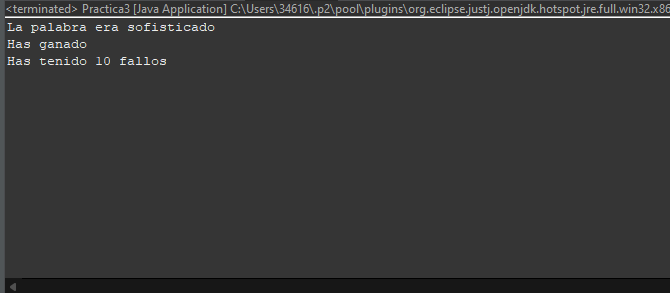 <terminated> Practica3 [Java Application] C:\Users\34616\.p2\pool\plugins\org.eclipse.justj.openjdk.hotspot.jre.full.win32.x86
La palabra era sofisticado
Has ganado
Has tenido 10 fallos